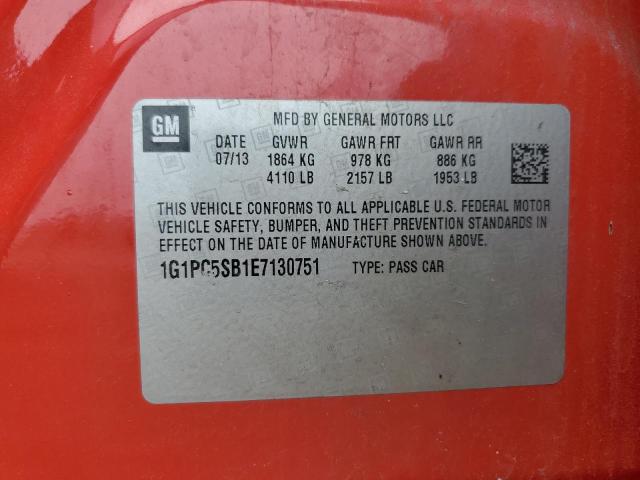 GM
MFD BY GENERAL MOTORS LLC
DATE GVWR GAWR FRT GAWR RR
07/13 1864 KG 978 KG 886 KG
4110 LB 2157 LB 1953 LB
THIS VEHICLE CONFORMS TO ALL APPLICABLE U.S. FEDERAL MOTOR
VEHICLE SAFETY, BUMPER, AND THEFT PREVENTION STANDARDS IN
EFFECT ON THE DATE OF MANUFACTURE SHOWN ABOVE.
1G1PC5SB1E7130751 TYPE: PASS CAR